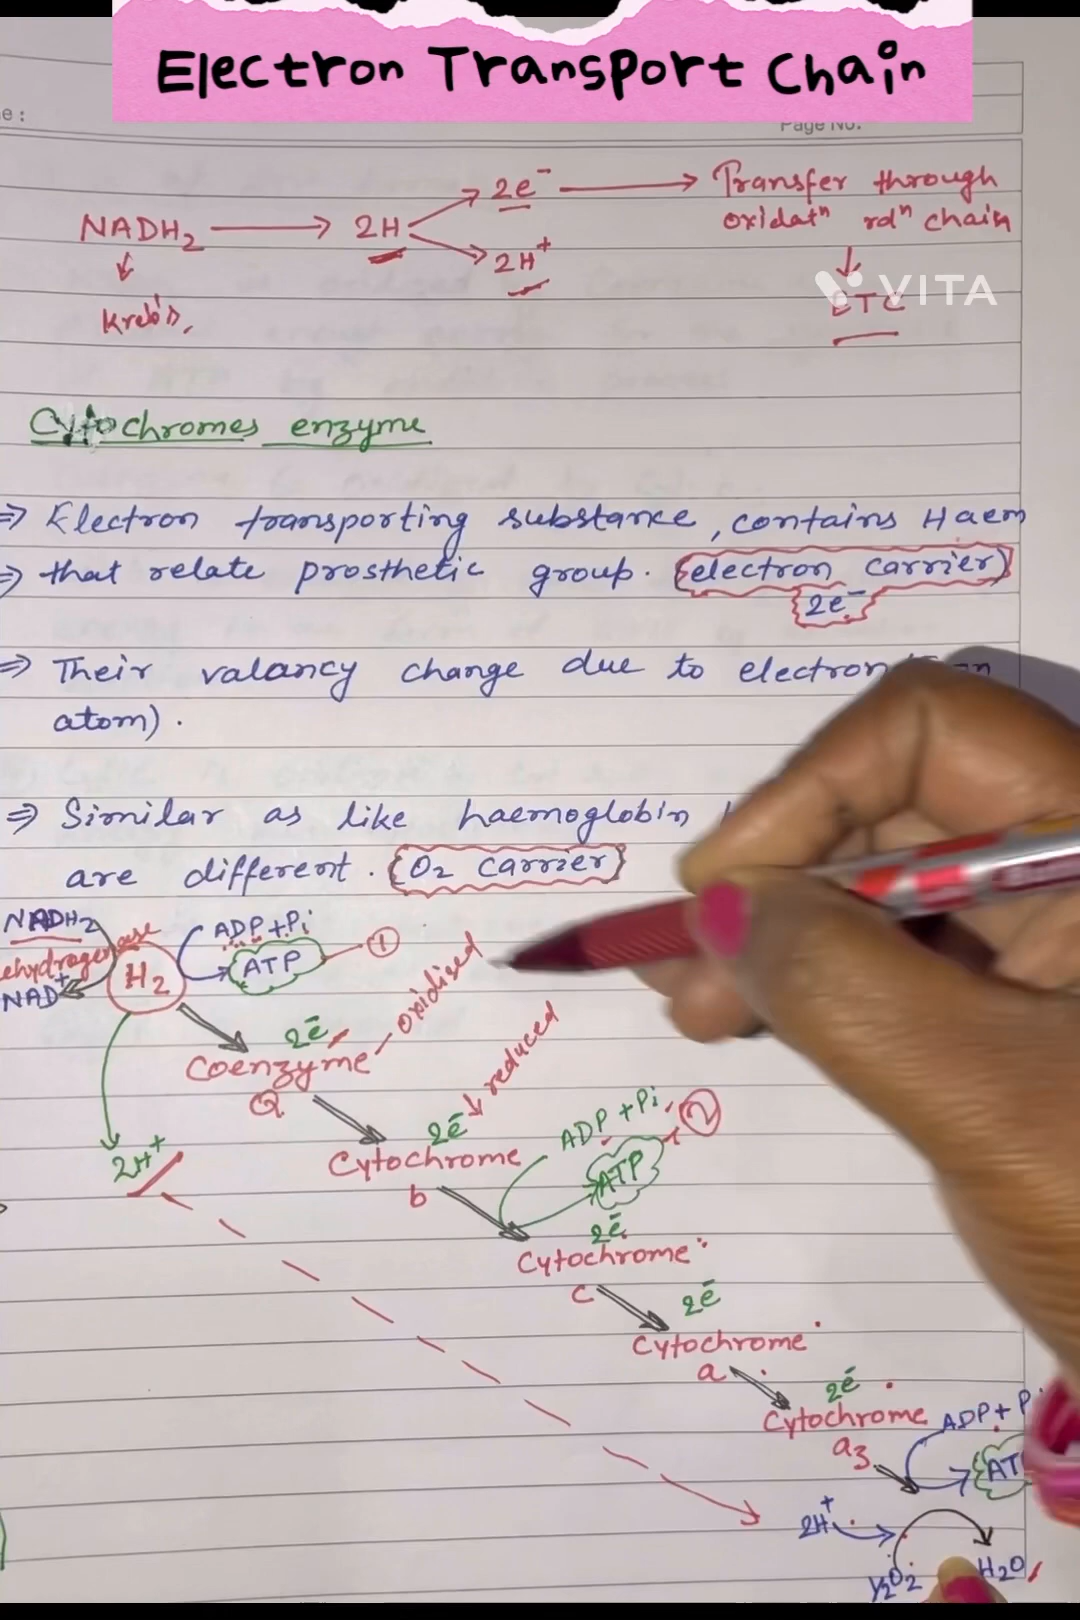 Electron Transport Chain
e:
Page No.
NADH2 → 2H → 2e⁻ → Transfer through
oxidatⁿ rdⁿ chain
2H⁺
↓
Kreb's,
↓
ETC
VITA
Cytochromes enzyme
⇒ Electron transporting substance, contains Haem
⇒ that relate prosthetic group. (electron carrier)
2e⁻
⇒ Their valancy change due to electron
atom).
⇒ Similar as like haemoglobin
are different. (O2 carrier)
NADH2
ehydrogenase
NAD⁺
H2
ADP+Pi
ATP
1
2e⁻
Coenzyme
Q
oxidised
reduced
2H⁺
2e⁻
Cytochrome
b
ADP+Pi
ATP
2
2e⁻
Cytochrome
c
2e⁻
Cytochrome
a
2e⁻
Cytochrome
a3
ADP+P
AT
2H⁺
½O2
H2O